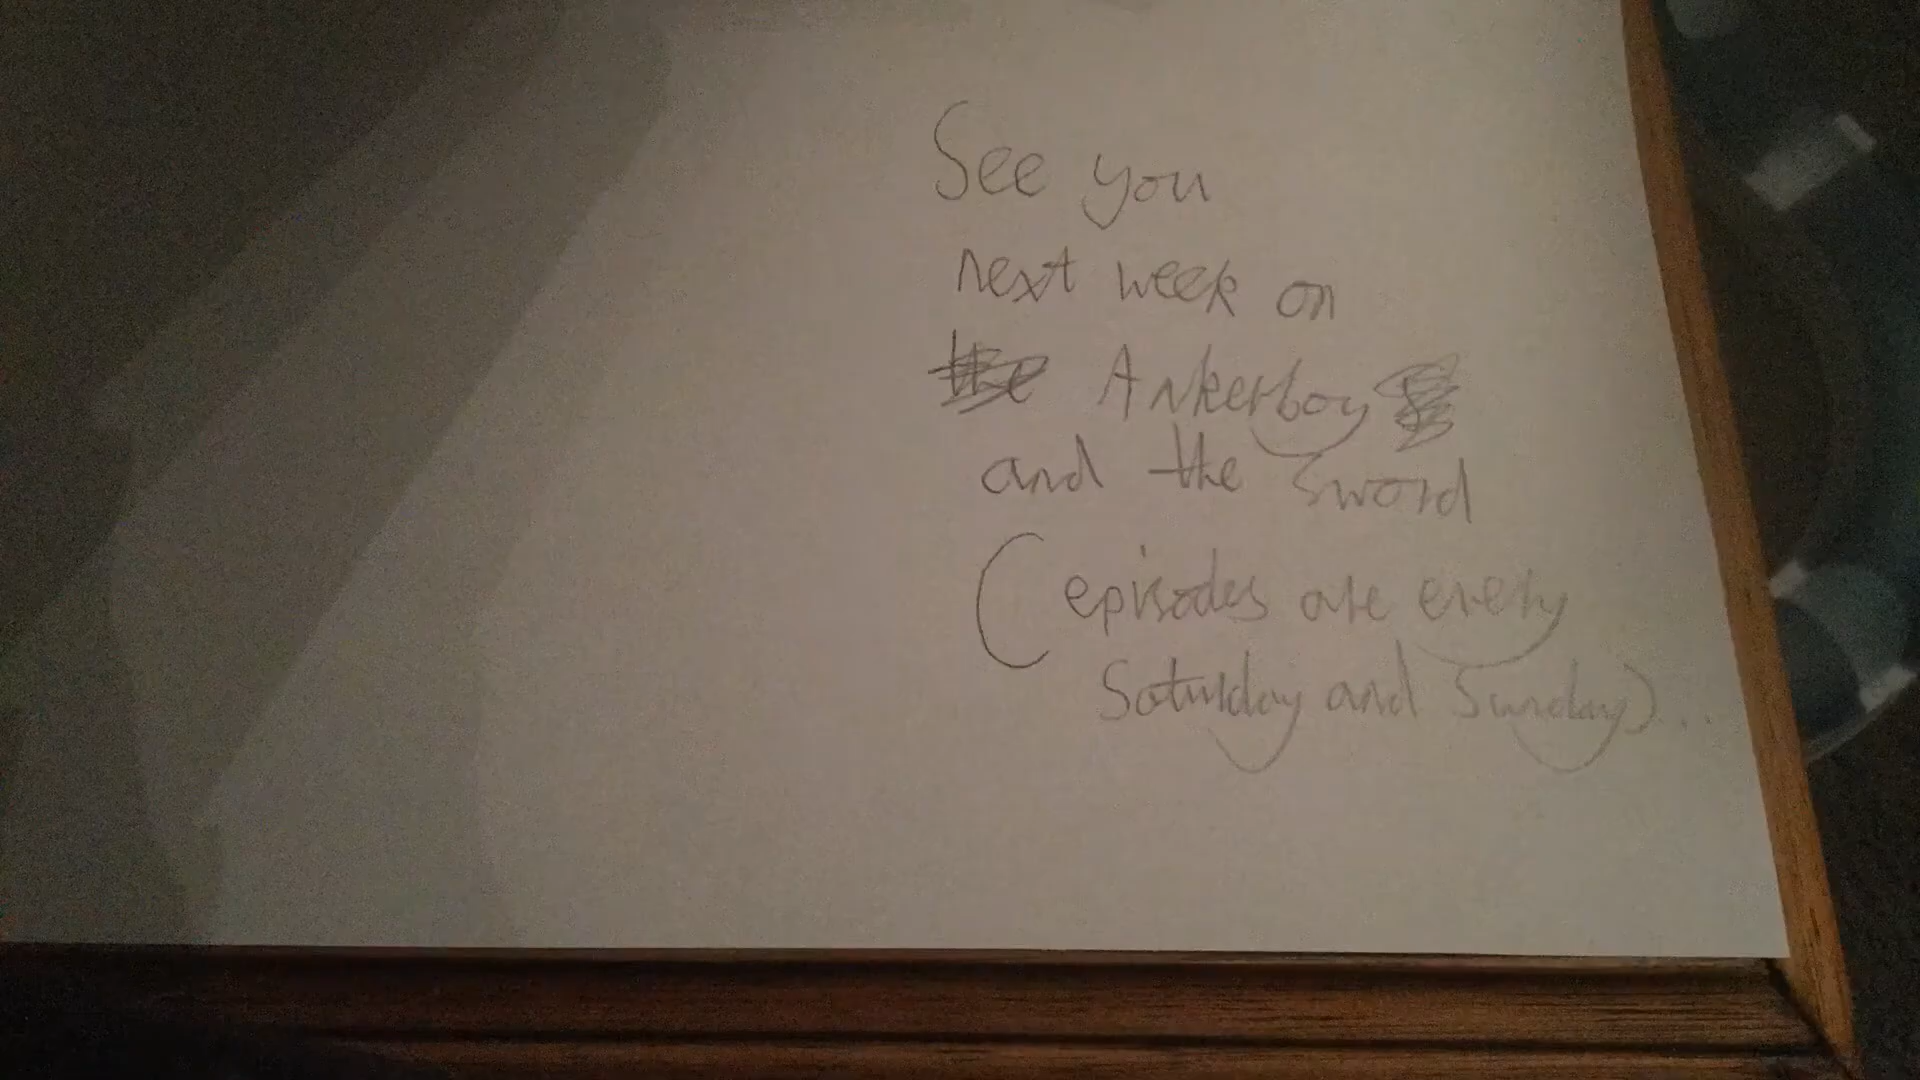 See you
next week on
Ankerboy
and the sword
(episodes are every
Saturday and Sunday)...